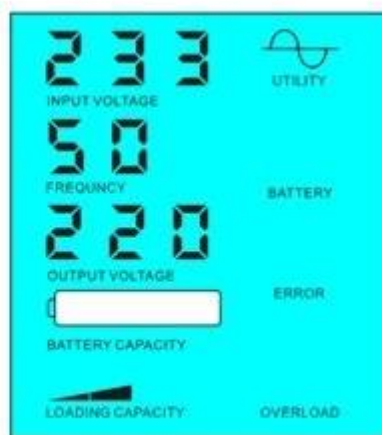 233
UTILITY
INPUT VOLTAGE
50
FREQUNCY
BATTERY
220
OUTPUT VOLTAGE
ERROR
BATTERY CAPACITY
LOADING CAPACITY
OVERLOAD